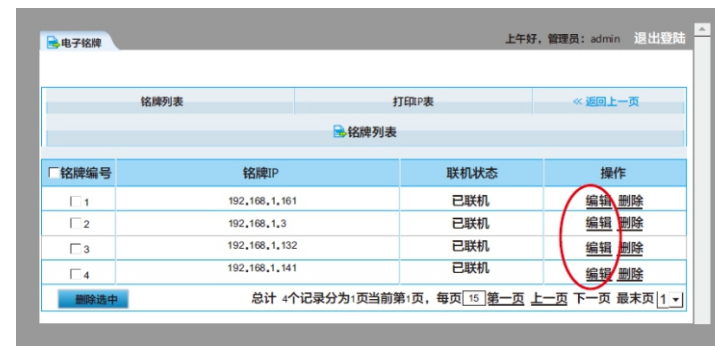 电子铭牌 上午好，管理员：admin 退出登陆
铭牌列表 打印IP表 << 返回上一页
铭牌列表
铭牌编号 铭牌IP 联机状态 操作
1 192.168.1.161 已联机 编辑 删除
2 192.168.1.3 已联机 编辑 删除
3 192.168.1.132 已联机 编辑 删除
4 192.168.1.141 已联机 编辑 删除
删除选中 总计 4个记录分为1页当前第1页，每页 15 第一页 上一页 下一页 最末页 1